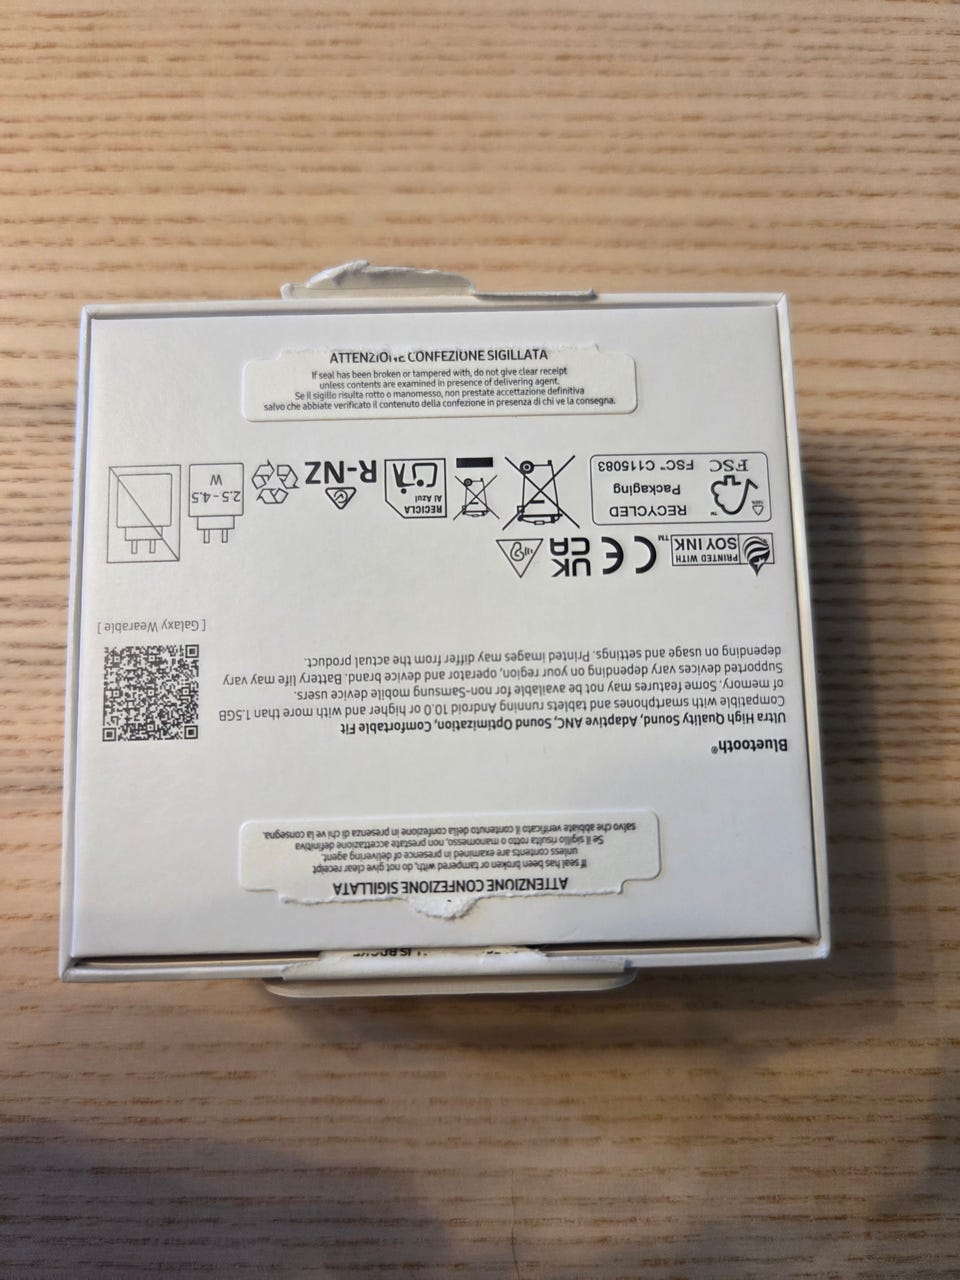 ATTENZIONE CONFEZIONE SIGILLATA
If seal has been broken or tampered with, do not give clear receipt
unless contents are examined in presence of delivering agent.
Se il sigillo risulta rotto o manomesso, non prestate accettazione definitiva
salvo che abbiate verificato il contenuto della confezione in presenza di chi ve la consegna.
ATTENZIONE CONFEZIONE SIGILLATA
If seal has been broken or tampered with, do not give clear receipt
unless contents are examined in presence of delivering agent.
Se il sigillo risulta rotto o manomesso, non prestate accettazione definitiva
salvo che abbiate verificato il contenuto della confezione in presenza di chi ve la consegna.
Bluetooth®
Ultra High Quality Sound, Adaptive ANC, Sound Optimization, Comfortable Fit
Compatible with smartphones and tablets running Android 10.0 or higher and with more than 1.5GB
of memory. Some features may not be available for non-Samsung mobile device users.
Supported devices vary depending on your region, operator and device brand. Battery life may vary
depending on usage and settings. Printed images may differ from the actual product.
[ Galaxy Wearable ]
PRINTED WITH
SOY INK™
CE
UK
CA
100%
RECYCLED
Packaging
FSC
FSC™ C115083
RECICLA
Al Azul
R-NZ
2.5 - 4.5
W